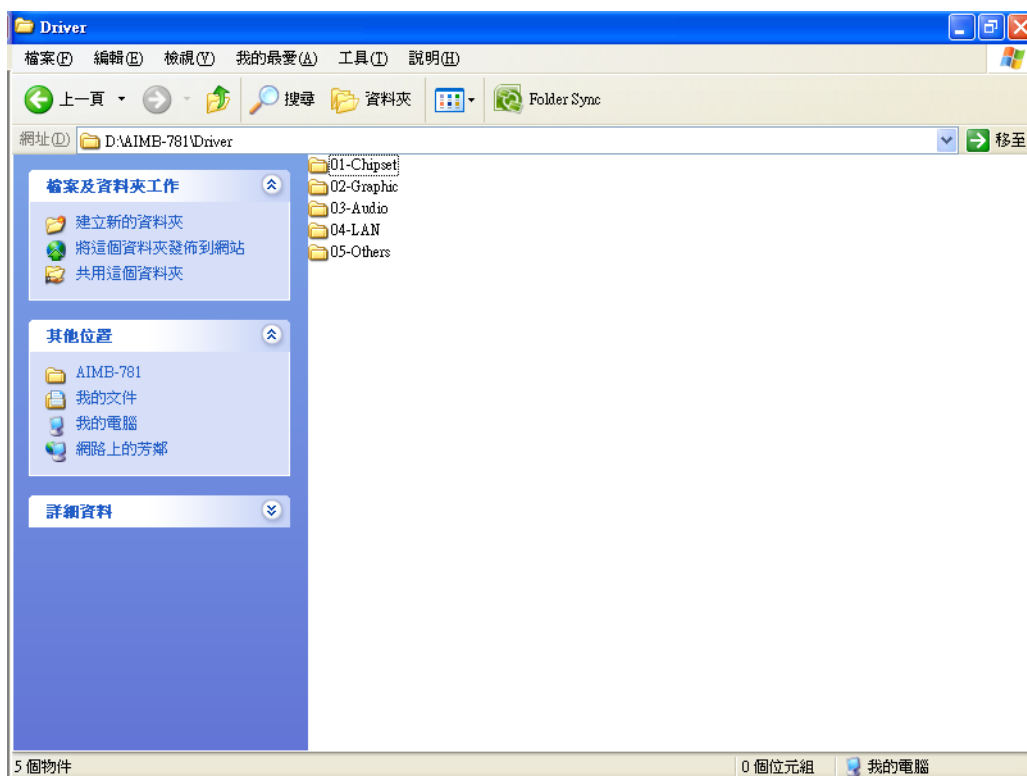 Driver
檔案(F) 編輯(E) 檢視(V) 我的最愛(A) 工具(T) 說明(H)
上一頁 搜尋 資料夾 Folder Sync
網址(D) D:\AIMB-781\Driver 移至
01-Chipset
02-Graphic
03-Audio
04-LAN
05-Others
檔案及資料夾工作
建立新的資料夾
將這個資料夾發佈到網站
共用這個資料夾
其他位置
AIMB-781
我的文件
我的電腦
網路上的芳鄰
詳細資料
5 個物件 0 個位元組 我的電腦